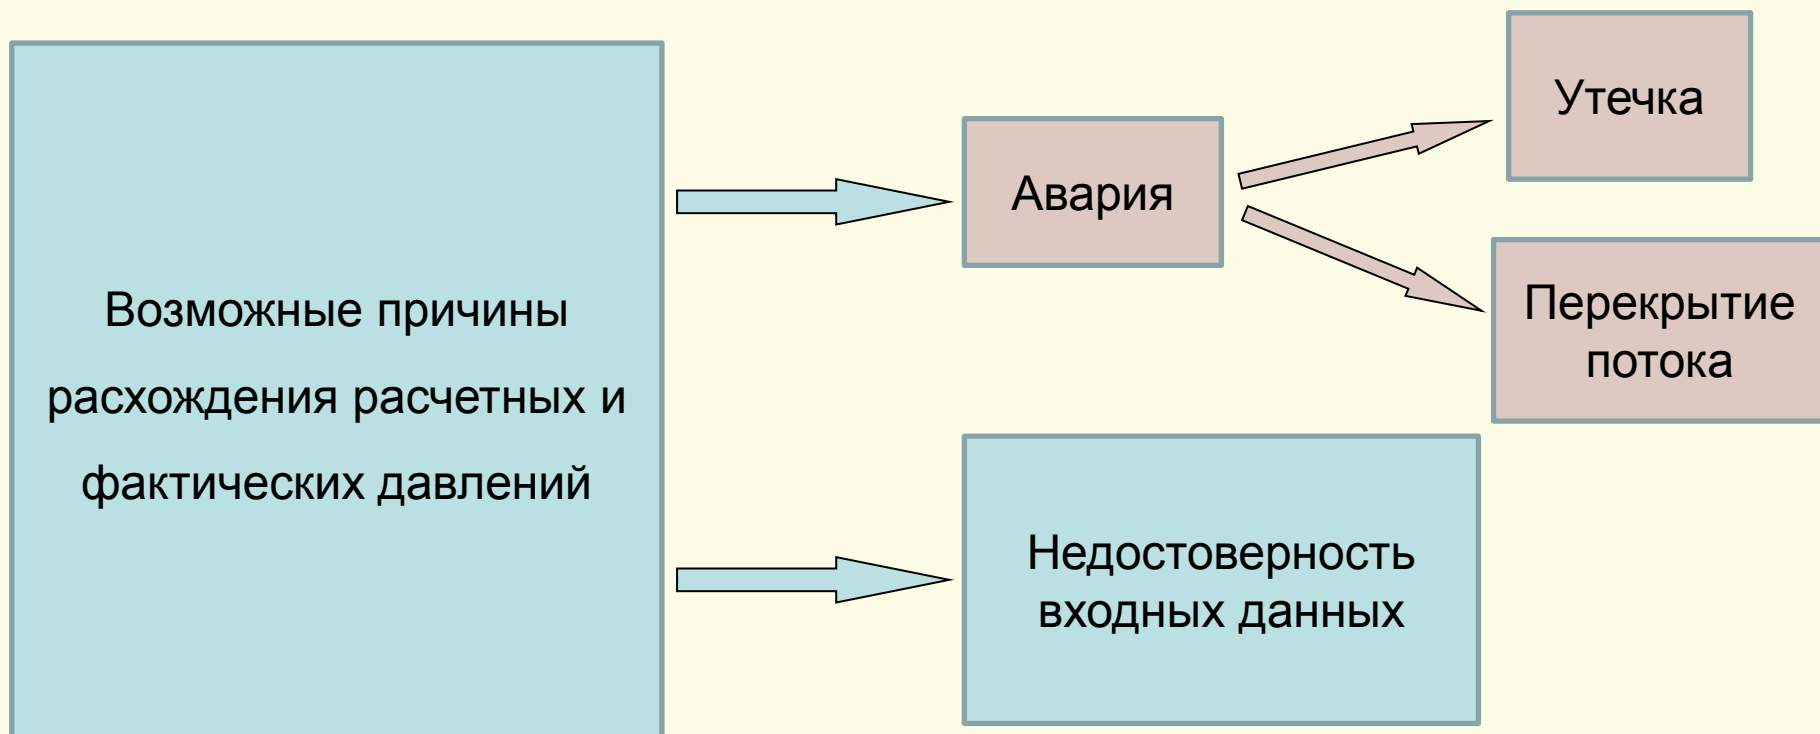 Возможные причины
расхождения расчетных и
фактических давлений
Авария
Утечка
Перекрытие
потока
Недостоверность
входных данных